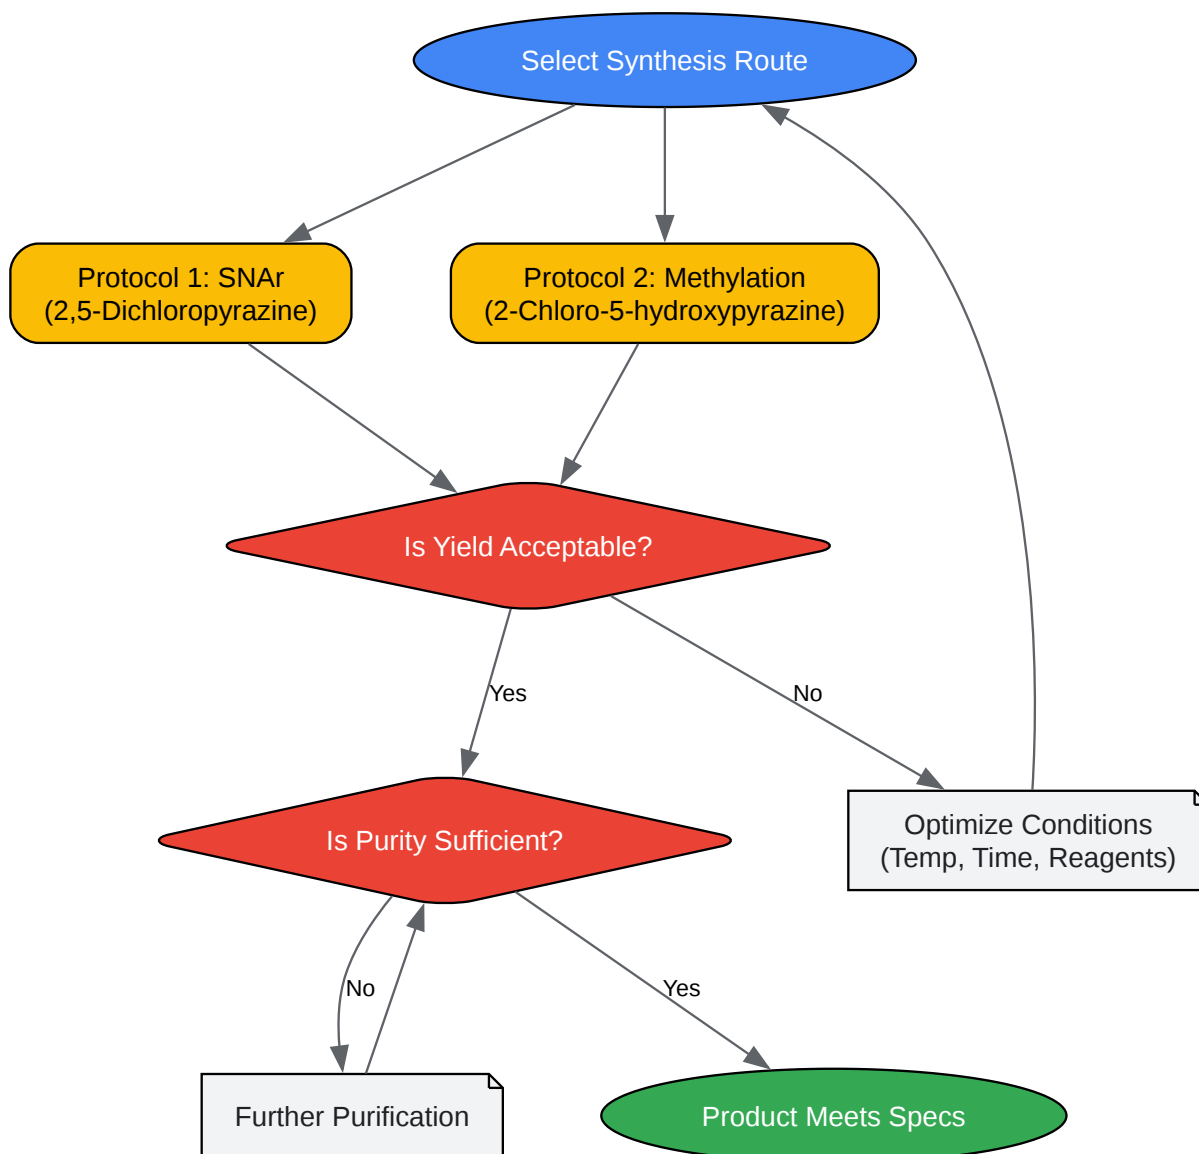 Select Synthesis Route
Protocol 1: SNAr
(2,5-Dichloropyrazine)
Protocol 2: Methylation
(2-Chloro-5-hydroxypyrazine)
Is Yield Acceptable?
Yes
No
Is Purity Sufficient?
Optimize Conditions
(Temp, Time, Reagents)
No
Yes
Further Purification
Product Meets Specs